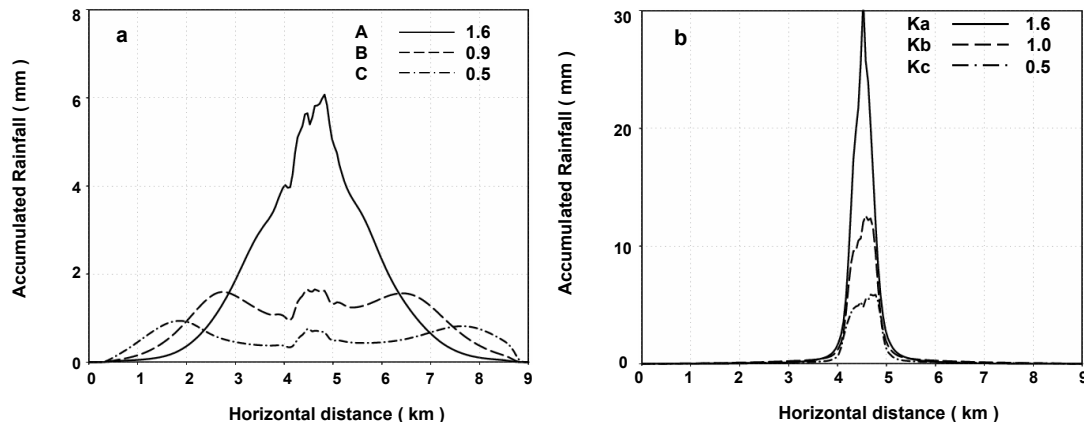 a
A 1.6
B 0.9
C 0.5
Accumulated Rainfall ( mm )
8
6
4
2
0
0 1 2 3 4 5 6 7 8 9
Horizontal distance ( km )
b
Ka 1.6
Kb 1.0
Kc 0.5
Accumulated Rainfall ( mm )
30
20
10
0
0 1 2 3 4 5 6 7 8 9
Horizontal distance ( km )